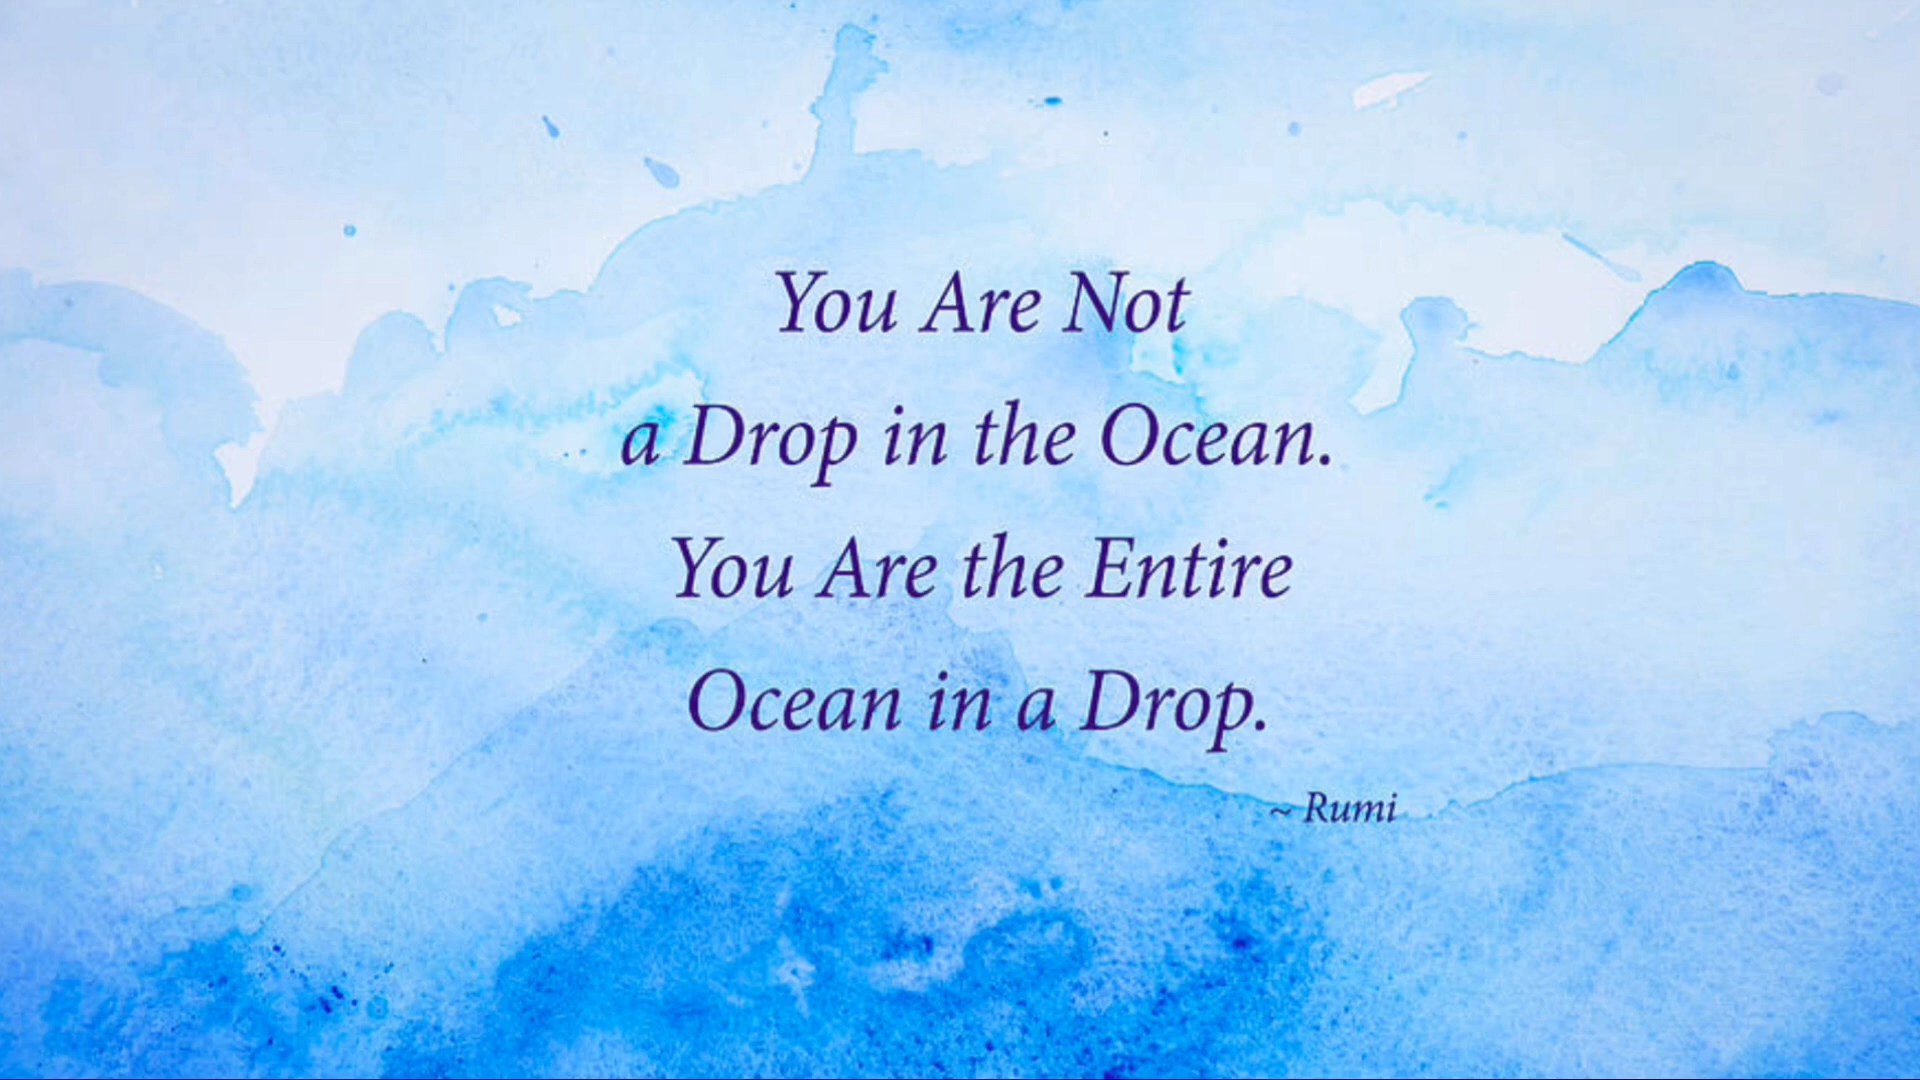 You Are Not
a Drop in the Ocean.
You Are the Entire
Ocean in a Drop.
~ Rumi